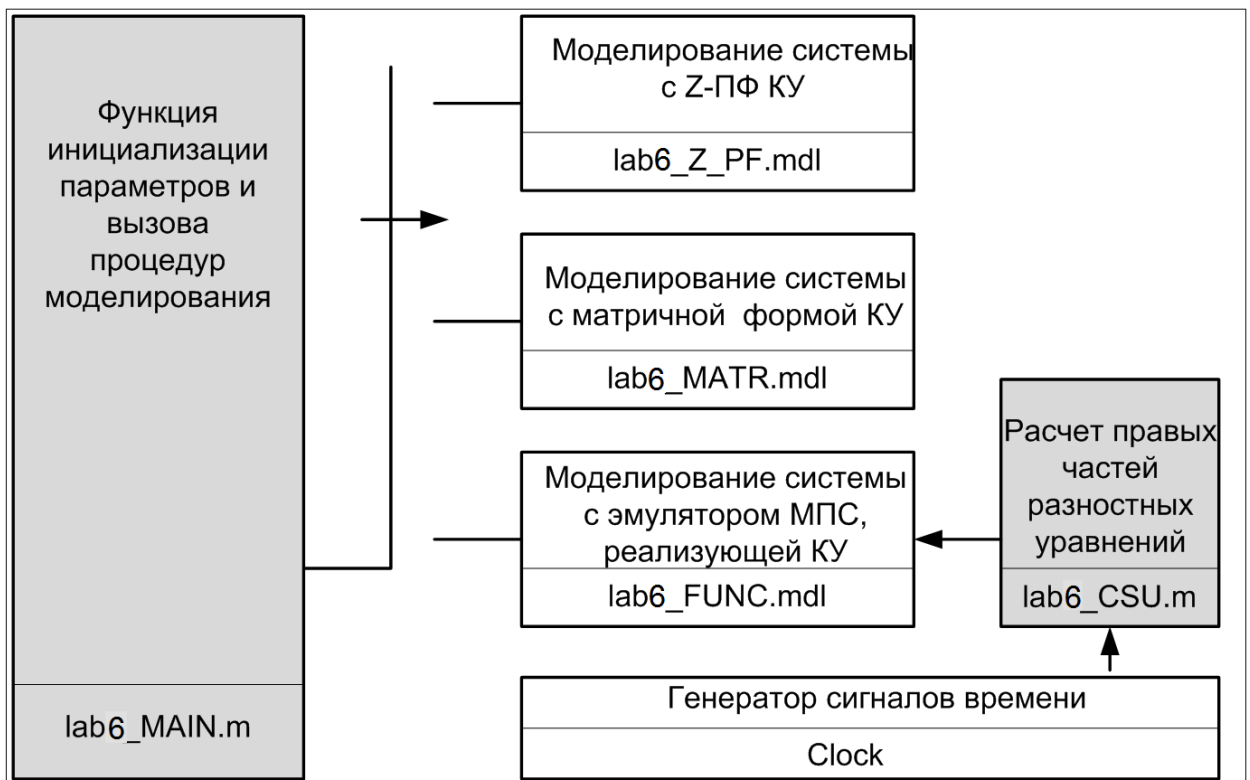 Функция
инициализации
параметров и
вызова
процедур
моделирования
lab6_MAIN.m
Моделирование системы
с Z-ПФ КУ
lab6_Z_PF.mdl
Моделирование системы
с матричной формой КУ
lab6_MATR.mdl
Моделирование системы
с эмулятором МПС,
реализующей КУ
lab6_FUNC.mdl
Расчет правых
частей
разностных
уравнений
lab6_CSU.m
Генератор сигналов времени
Clock